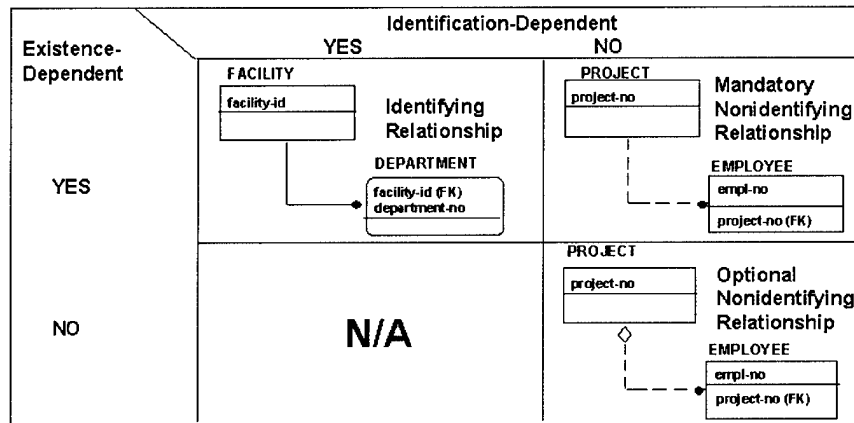 Identification-Dependent
YES NO
Existence-
Dependent
FACILITY
facility-id
Identifying
Relationship
DEPARTMENT
facility-id (FK)
department-no
PROJECT
project-no
Mandatory
Nonidentifying
Relationship
EMPLOYEE
empl-no
project-no (FK)
YES
PROJECT
project-no
Optional
Nonidentifying
Relationship
EMPLOYEE
empl-no
project-no (FK)
NO
N/A